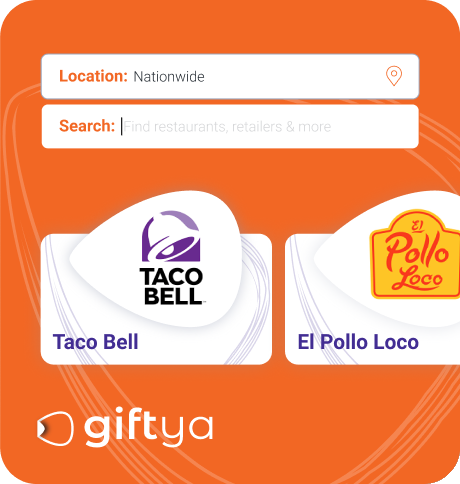 Location: Nationwide
Search: Find restaurants, retailers & more
TACO
BELL
El
Pollo
Loco
Taco Bell
El Pollo Loco
giftya